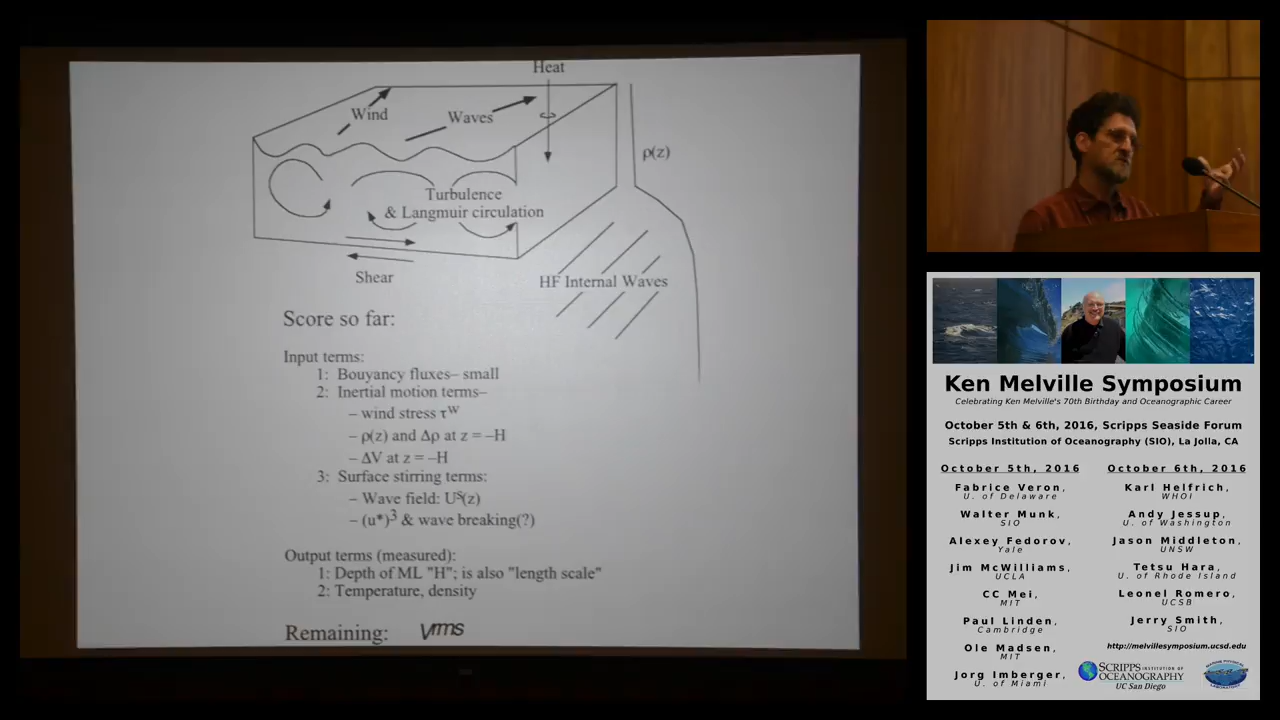 Heat
Wind
Waves
ρ(z)
Turbulence
& Langmuir circulation
Shear
HF Internal Waves
Score so far:
Input terms:
1: Bouyancy fluxes– small
2: Inertial motion terms–
– wind stress τᵂ
– ρ(z) and Δρ at z = –H
– ΔV at z = –H
3: Surface stirring terms:
– Wave field: Uˢ(z)
– (u*)³ & wave breaking(?)
Output terms (measured):
1: Depth of ML "H"; is also "length scale"
2: Temperature, density
Remaining: Vrms
Ken Melville Symposium
Celebrating Ken Melville's 70th Birthday and Oceanographic Career
October 5th & 6th, 2016, Scripps Seaside Forum
Scripps Institution of Oceanography (SIO), La Jolla, CA
October 5th, 2016
Fabrice Veron,
U. of Delaware
Walter Munk,
SIO
Alexey Fedorov,
Yale
Jim McWilliams,
UCLA
CC Mei,
MIT
Paul Linden,
Cambridge
Ole Madsen,
MIT
Jorg Imberger,
U. of Miami
October 6th, 2016
Karl Helfrich,
WHOI
Andy Jessup,
U. of Washington
Jason Middleton,
UNSW
Tetsu Hara,
U. of Rhode Island
Leonel Romero,
UCSB
Jerry Smith,
SIO
http://melvillesymposium.ucsd.edu
SCRIPPS INSTITUTION OF
OCEANOGRAPHY
UC San Diego